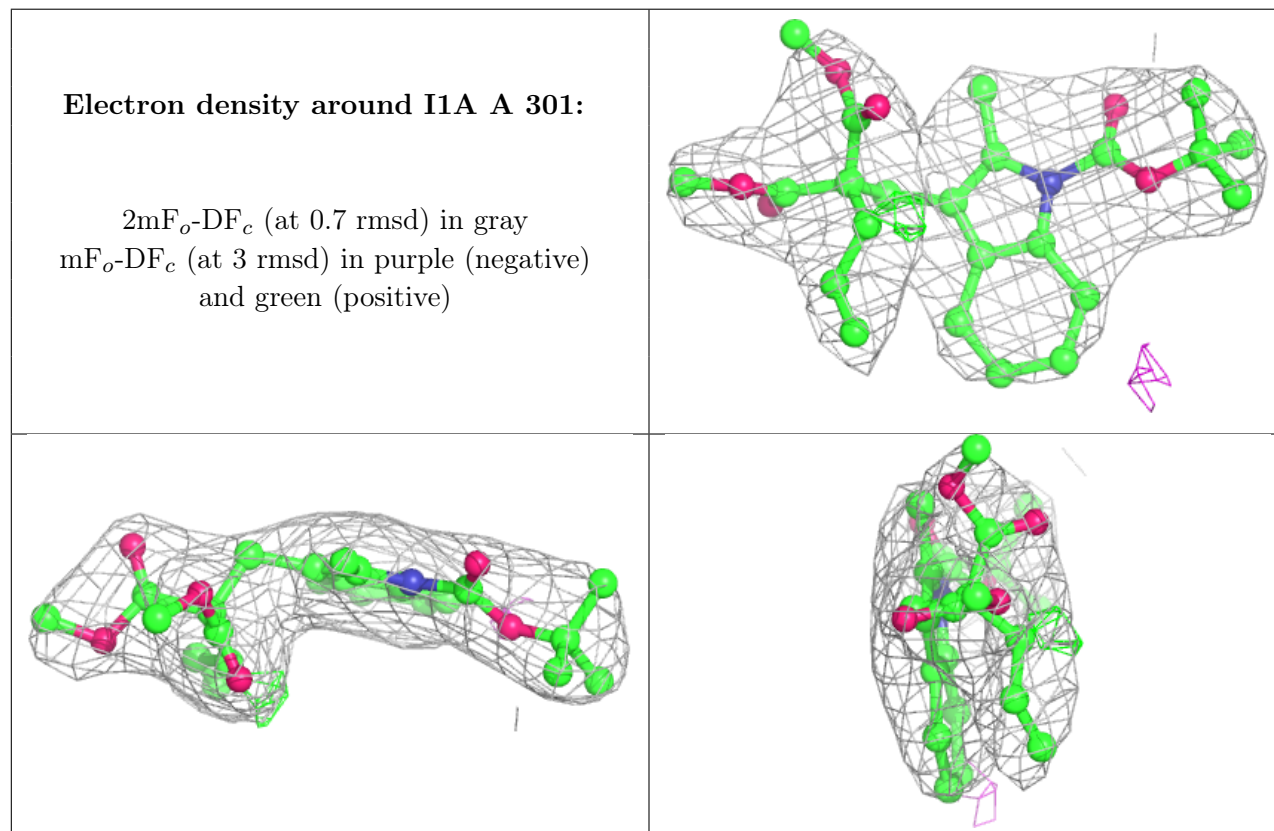 Electron density around I1A A 301:
2mFo-DFc (at 0.7 rmsd) in gray
mFo-DFc (at 3 rmsd) in purple (negative)
and green (positive)